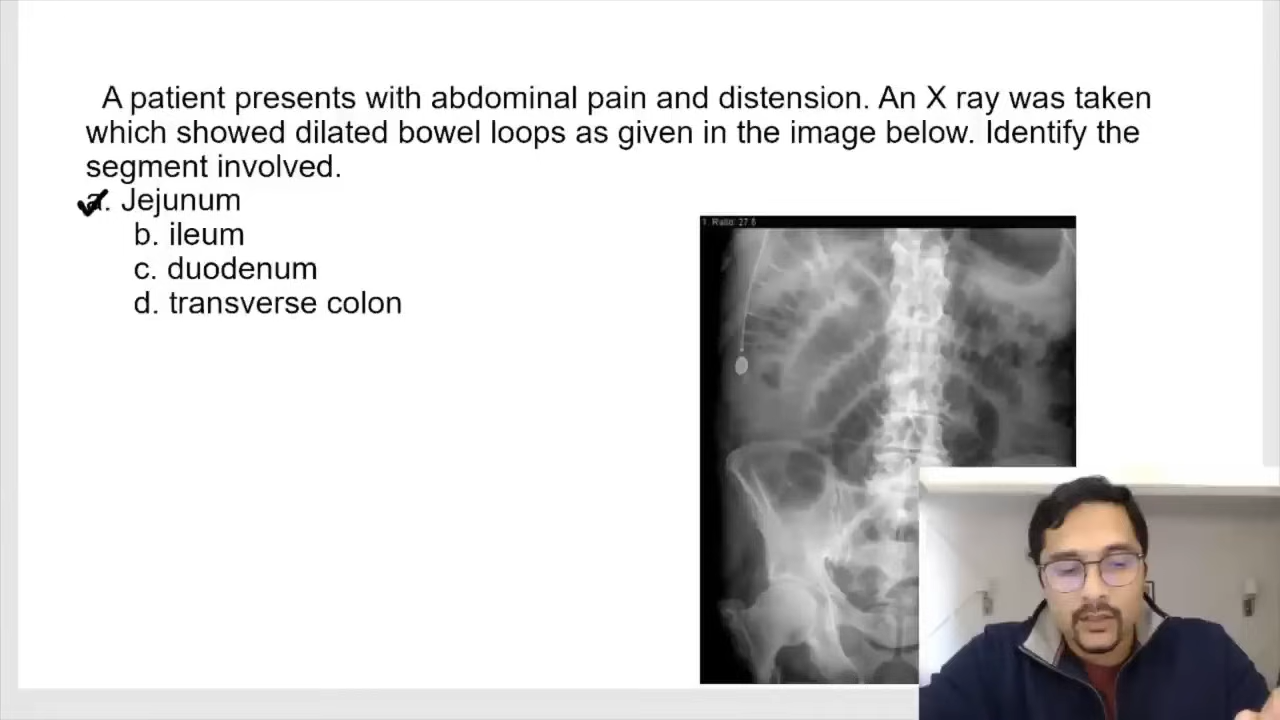 A patient presents with abdominal pain and distension. An X ray was taken
which showed dilated bowel loops as given in the image below. Identify the
segment involved.
a. Jejunum
b. ileum
c. duodenum
d. transverse colon